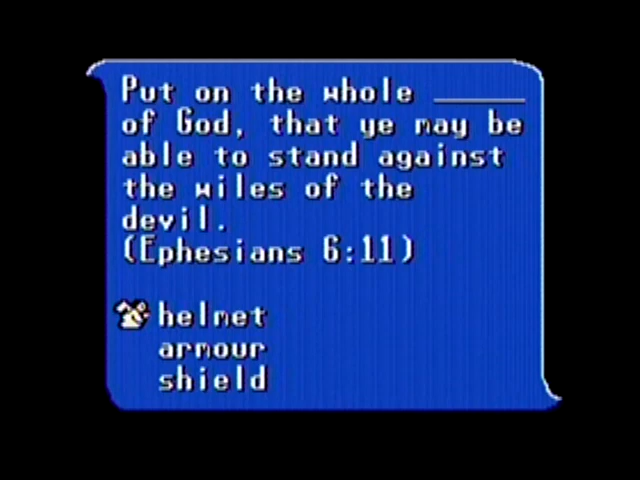 Put on the whole ______
of God, that ye may be
able to stand against
the wiles of the
devil.
(Ephesians 6:11)
helmet
armour
shield